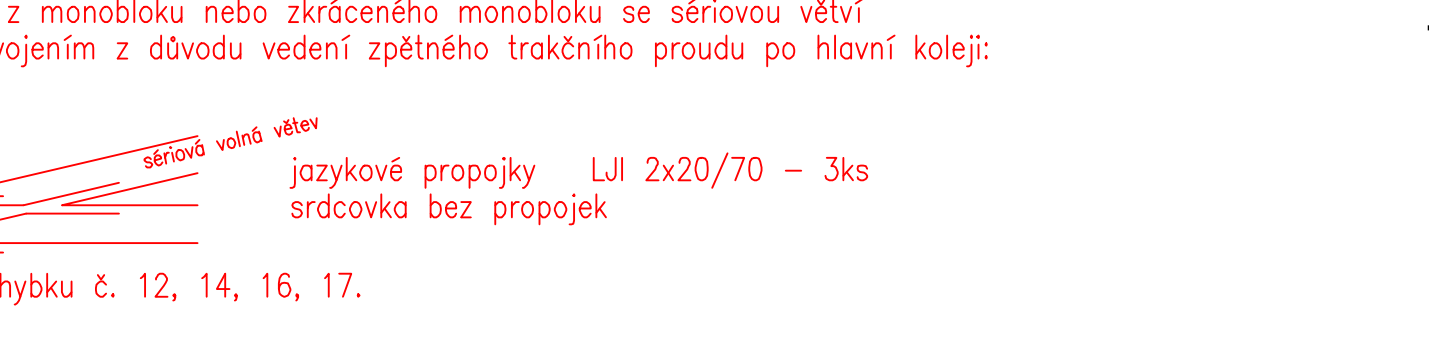 z monobloku nebo zkráceného monobloku se sériovou větví
vojením z důvodu vedení zpětného trakčního proudu po hlavní koleji:
sériová volná větev
jazykové propojky LJI 2x20/70 – 3ks
srdcovka bez propojek
hybku č. 12, 14, 16, 17.